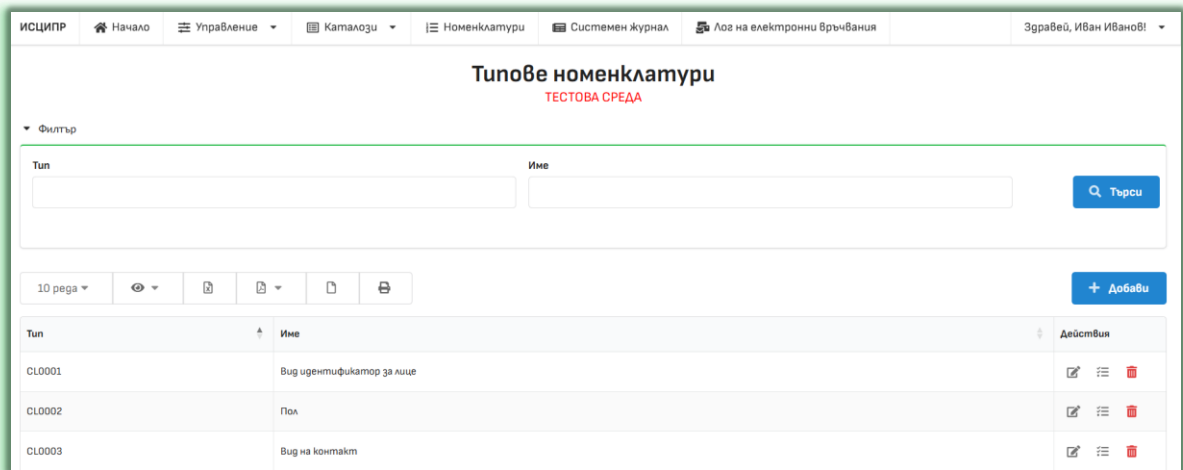 ИСЦИПР Начало Управление Каталози Номенклатури Системен журнал Лог на електронни връчвания Здравей, Иван Иванов!
Типове номенклатури
ТЕСТОВА СРЕДА
Филтър
Тип Име
Търси
10 реда Добави
Тип Име Действия
CL0001 Вид идентификатор за лице
CL0002 Пол
CL0003 Вид на контакт